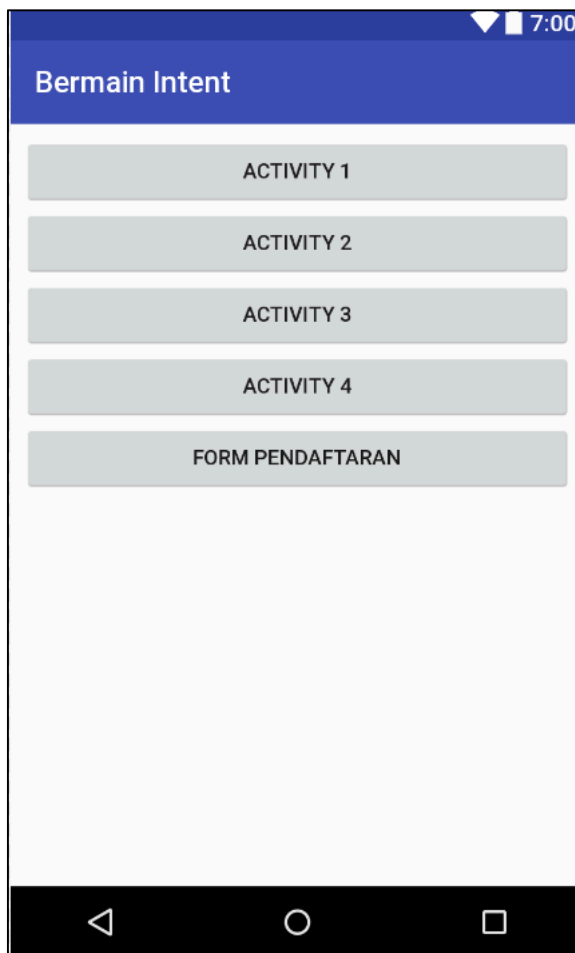 7:00
Bermain Intent
ACTIVITY 1
ACTIVITY 2
ACTIVITY 3
ACTIVITY 4
FORM PENDAFTARAN